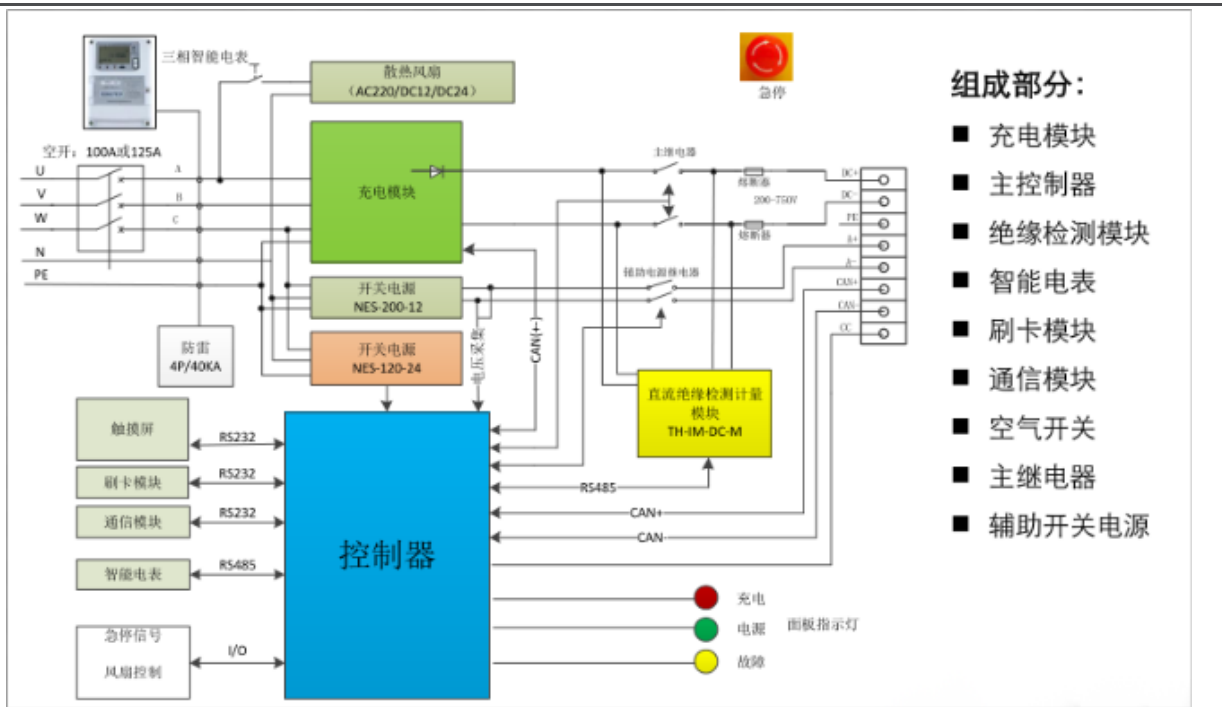 三相智能电表
散热风扇
（AC220/DC12/DC24）
急停
组成部分：
■ 充电模块
■ 主控制器
■ 绝缘检测模块
■ 智能电表
■ 刷卡模块
■ 通信模块
■ 空气开关
■ 主继电器
■ 辅助开关电源
空开：100A或125A
U
V
W
N
PE
A
B
C
充电模块
主继电器
熔断器
200-750V
熔断器
DC+
DC-
PE
A+
A-
CAN+
CAN-
CC
辅助电源继电器
开关电源
NES-200-12
开关电源
NES-120-24
电压采集
CAN(+-)
防雷
4P/40KA
直流绝缘检测计量
模块
TH-IM-DC-M
触摸屏
RS232
刷卡模块
RS232
通信模块
RS232
智能电表
RS485
急停信号
风扇控制
I/O
控制器
RS485
CAN+
CAN-
充电
电源
故障
面板指示灯